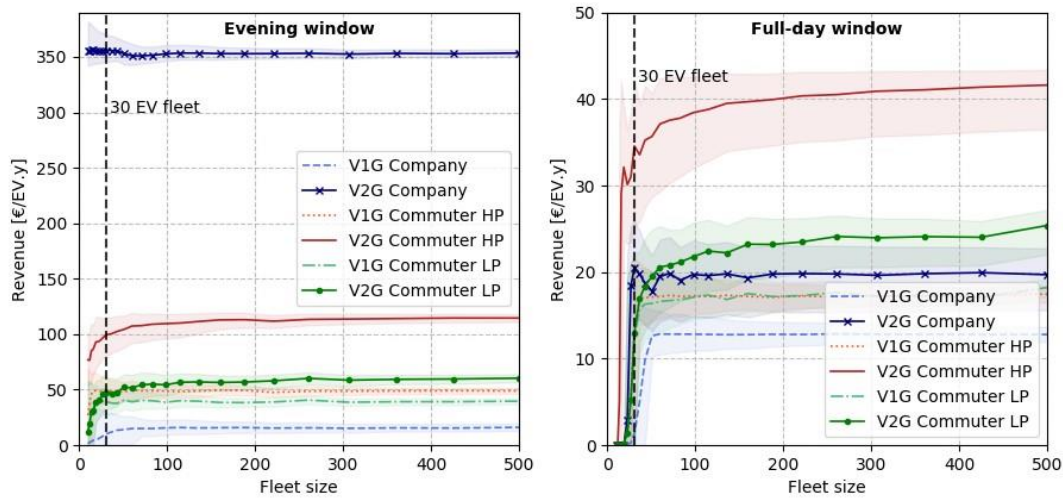 Evening window
Revenue [€/EV.y]
350
300
250
200
150
100
50
0
30 EV fleet
V1G Company
V2G Company
V1G Commuter HP
V2G Commuter HP
V1G Commuter LP
V2G Commuter LP
0
100
200
300
400
500
Fleet size
Full-day window
Revenue [€/EV.y]
50
40
30
20
10
0
30 EV fleet
V1G Company
V2G Company
V1G Commuter HP
V2G Commuter HP
V1G Commuter LP
V2G Commuter LP
0
100
200
300
400
500
Fleet size